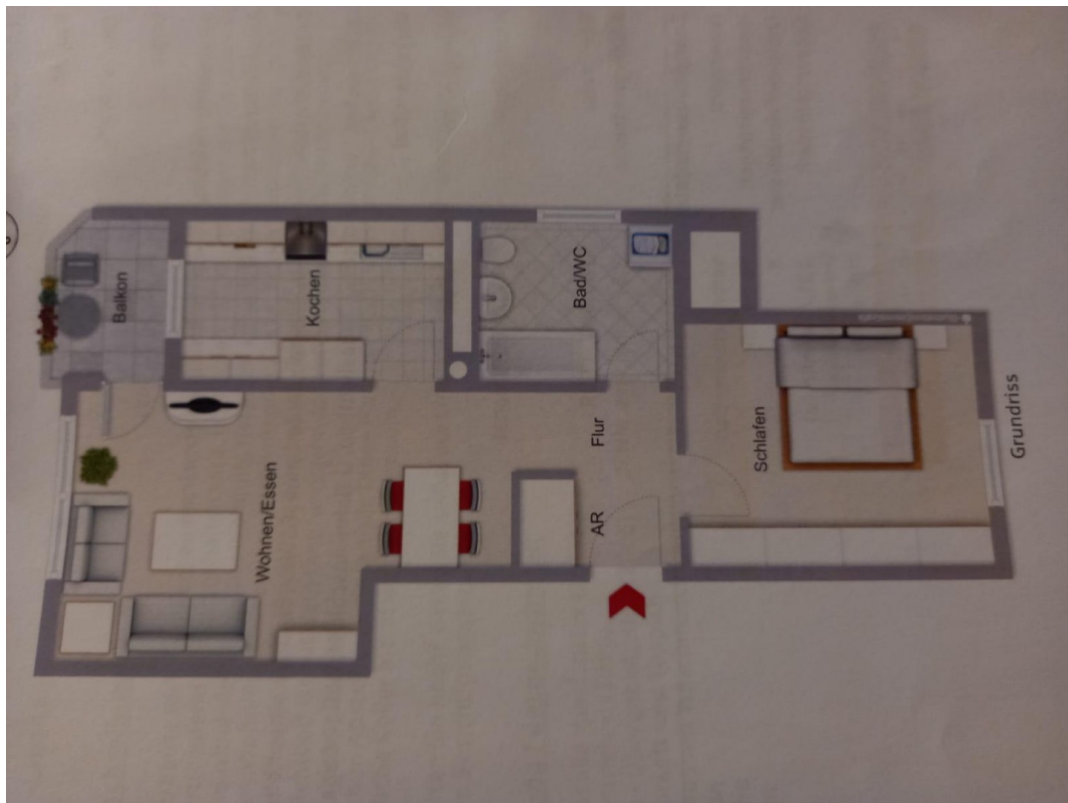 Balkon
Kochen
Bad/WC
Wohnen/Essen
Flur
AR
Schlafen
Grundriss